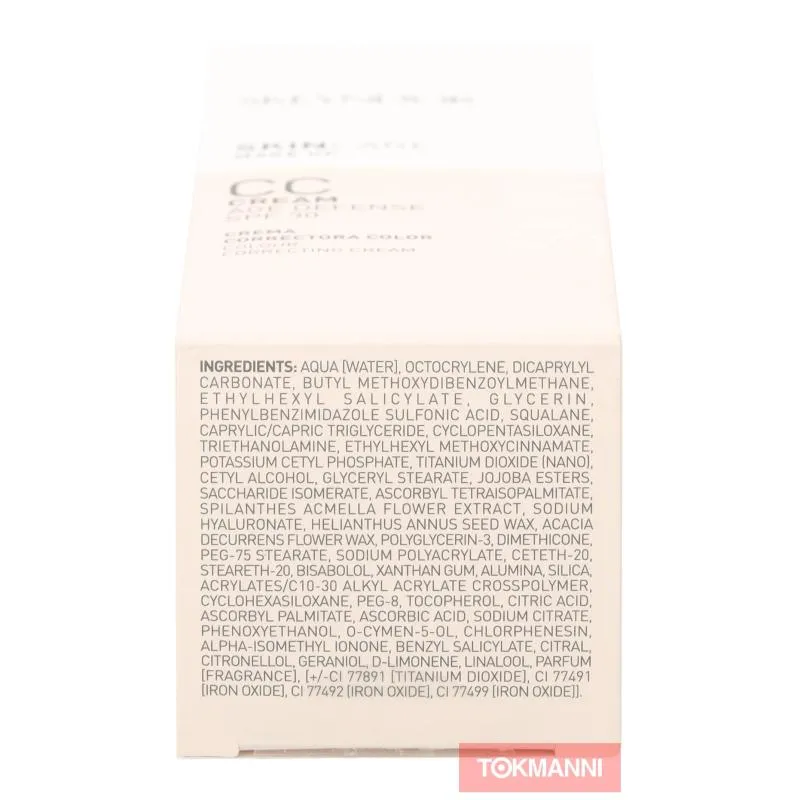 CC
CREAM
AGE DEFENSE
SPF 30
CREMA
CORRECTORA COLOR
COLOUR
CORRECTING CREAM
INGREDIENTS: AQUA [WATER], OCTOCRYLENE, DICAPRYLYL
CARBONATE, BUTYL METHOXYDIBENZOYLMETHANE,
ETHYLHEXYL SALICYLATE, GLYCERIN,
PHENYLBENZIMIDAZOLE SULFONIC ACID, SQUALANE,
CAPRYLIC/CAPRIC TRIGLYCERIDE, CYCLOPENTASILOXANE,
TRIETHANOLAMINE, ETHYLHEXYL METHOXYCINNAMATE,
POTASSIUM CETYL PHOSPHATE, TITANIUM DIOXIDE (NANO),
CETYL ALCOHOL, GLYCERYL STEARATE, JOJOBA ESTERS,
SACCHARIDE ISOMERATE, ASCORBYL TETRAISOPALMITATE,
SPILANTHES ACMELLA FLOWER EXTRACT, SODIUM
HYALURONATE, HELIANTHUS ANNUS SEED WAX, ACACIA
DECURRENS FLOWER WAX, POLYGLYCERIN-3, DIMETHICONE,
PEG-75 STEARATE, SODIUM POLYACRYLATE, CETETH-20,
STEARETH-20, BISABOLOL, XANTHAN GUM, ALUMINA, SILICA,
ACRYLATES/C10-30 ALKYL ACRYLATE CROSSPOLYMER,
CYCLOHEXASILOXANE, PEG-8, TOCOPHEROL, CITRIC ACID,
ASCORBYL PALMITATE, ASCORBIC ACID, SODIUM CITRATE,
PHENOXYETHANOL, O-CYMEN-5-OL, CHLORPHENESIN,
ALPHA-ISOMETHYL IONONE, BENZYL SALICYLATE, CITRAL,
CITRONELLOL, GERANIOL, D-LIMONENE, LINALOOL, PARFUM
[FRAGRANCE], [+/-CI 77891 [TITANIUM DIOXIDE], CI 77491
[IRON OXIDE], CI 77492 [IRON OXIDE], CI 77499 [IRON OXIDE]].
TOKMANNI